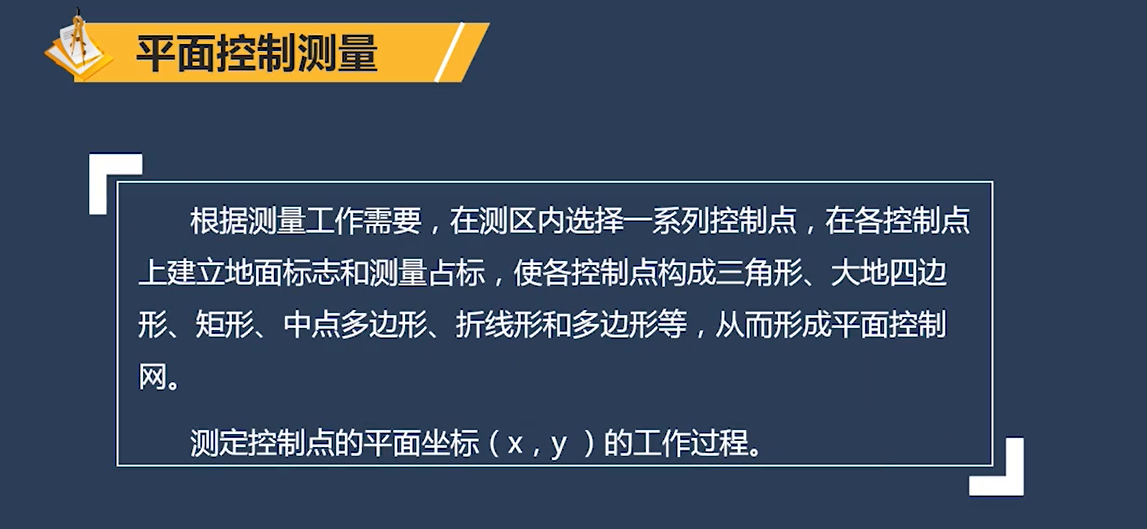 平面控制测量
根据测量工作需要，在测区内选择一系列控制点，在各控制点
上建立地面标志和测量占标，使各控制点构成三角形、大地四边
形、矩形、中点多边形、折线形和多边形等，从而形成平面控制
网。
测定控制点的平面坐标（x，y ）的工作过程。